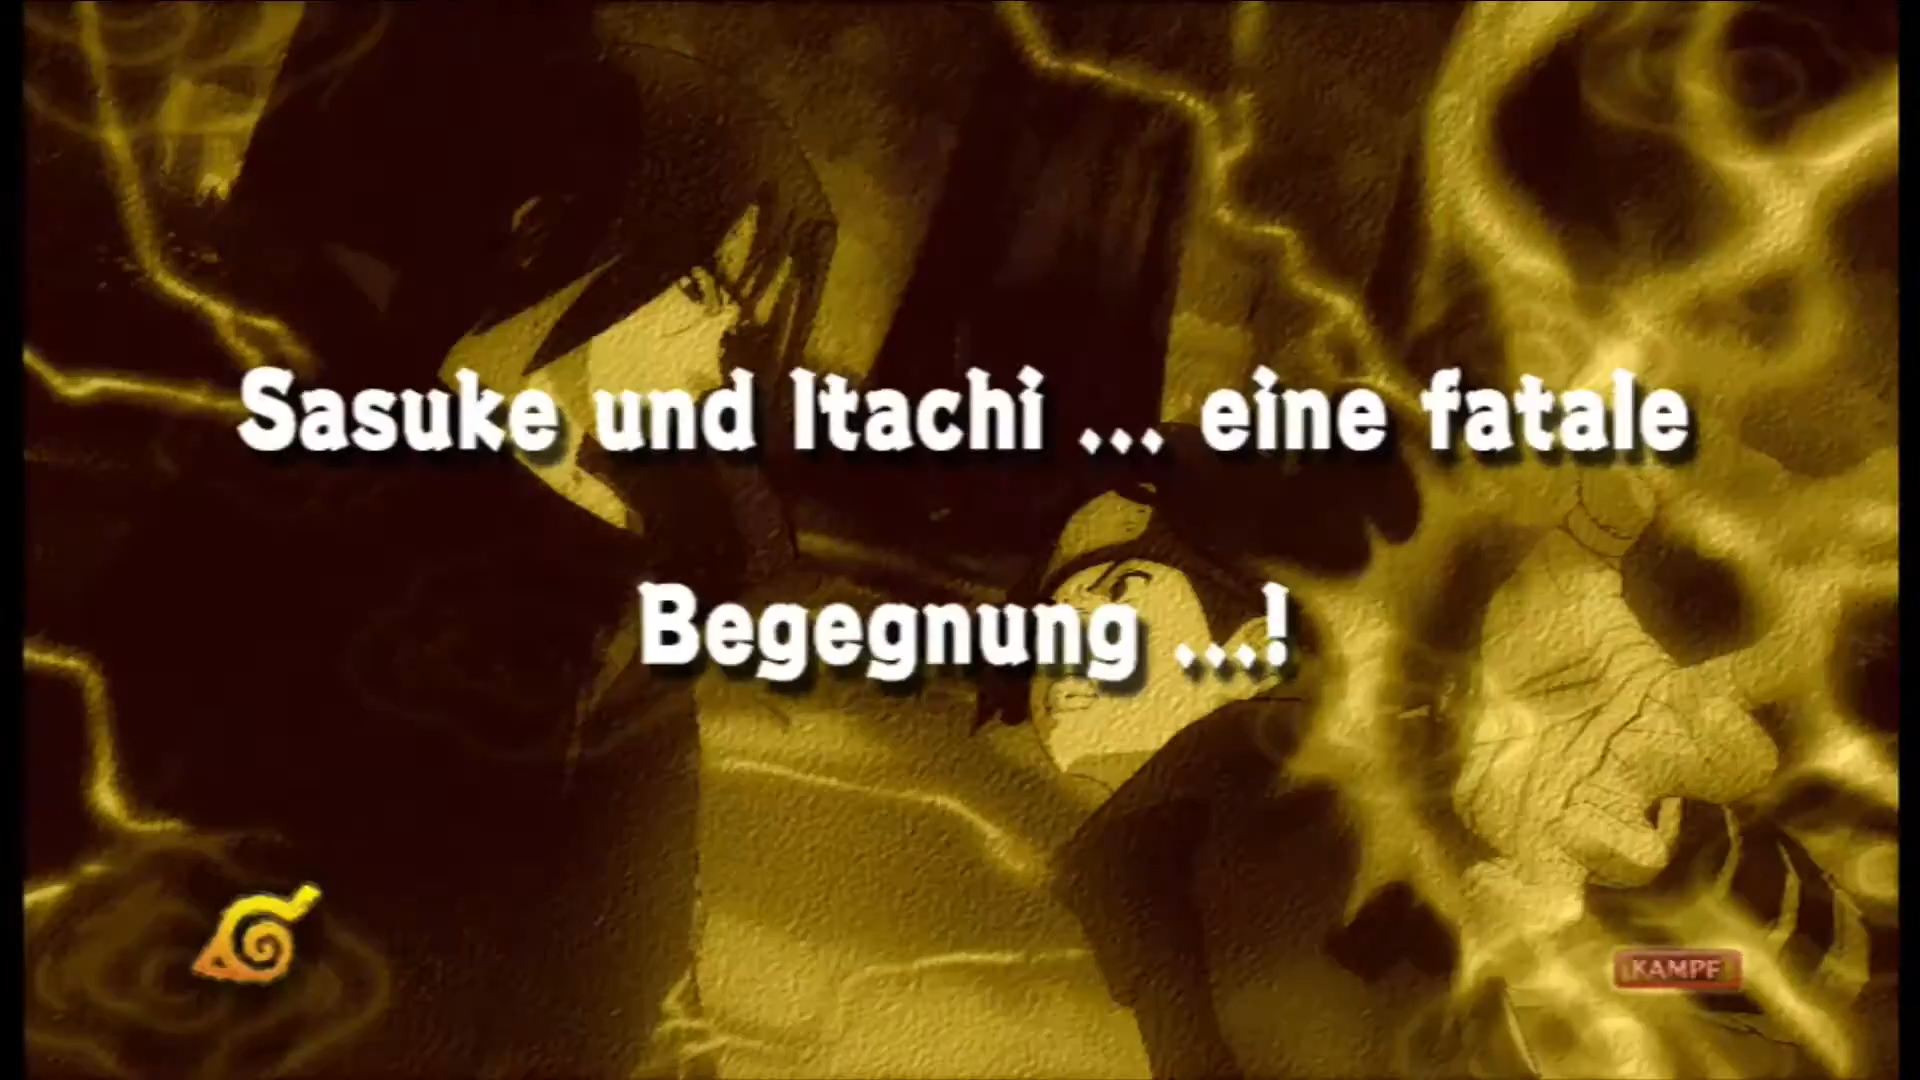 Sasuke und Itachi ... eine fatale
Begegnung ...!
KAMPF